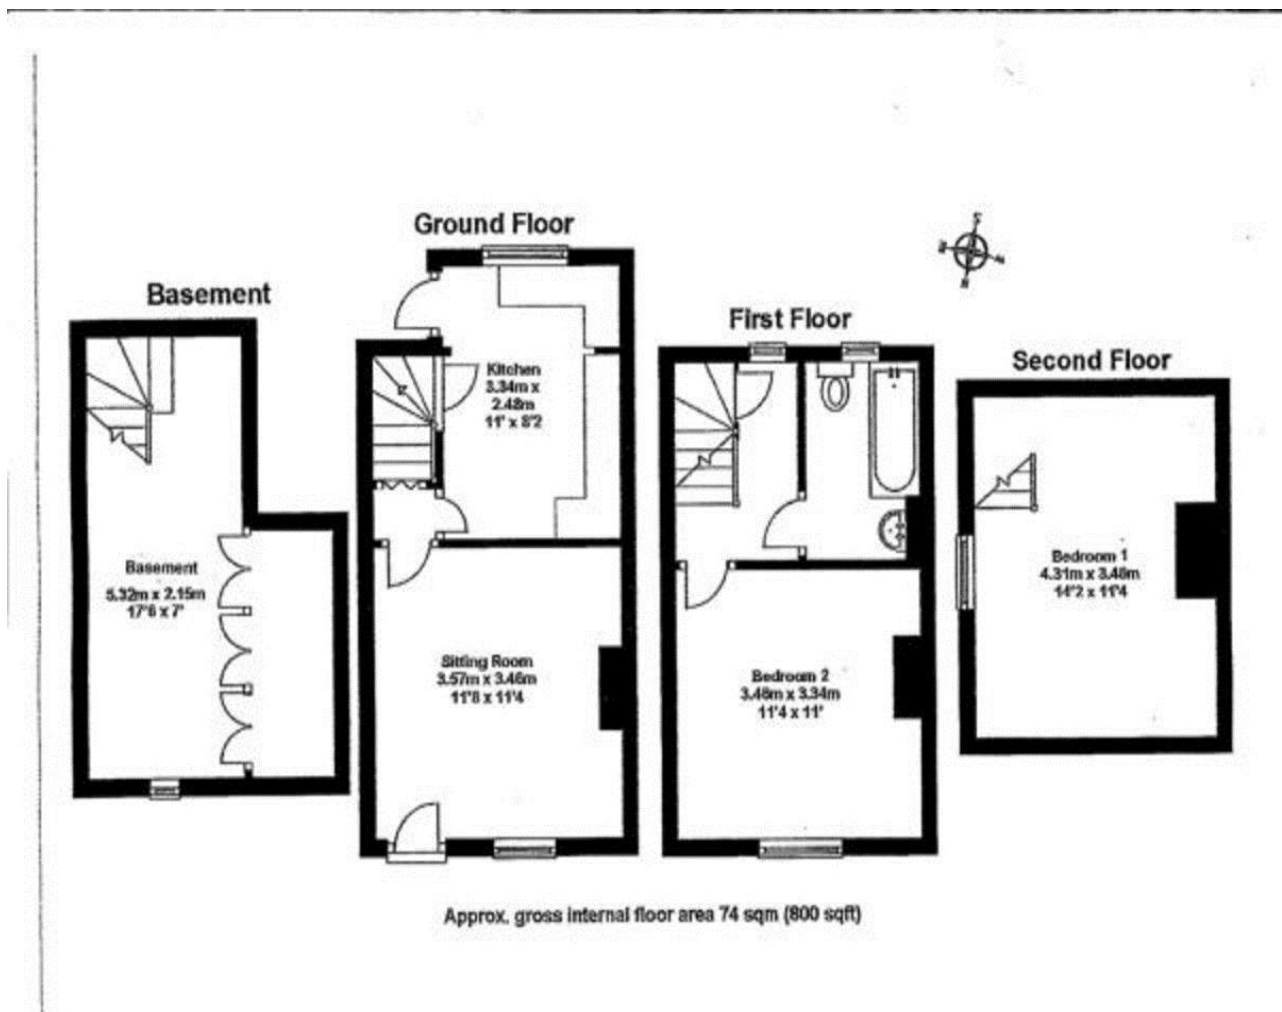 Ground Floor
Basement
First Floor
Second Floor
S
N
Kitchen
3.34m x
2.48m
11' x 8'2
Basement
5.32m x 2.15m
17'6 x 7'
Sitting Room
3.57m x 3.46m
11'8 x 11'4
Bedroom 2
3.46m x 3.34m
11'4 x 11'
Bedroom 1
4.31m x 3.46m
14'2 x 11'4
Approx. gross internal floor area 74 sqm (800 sqft)